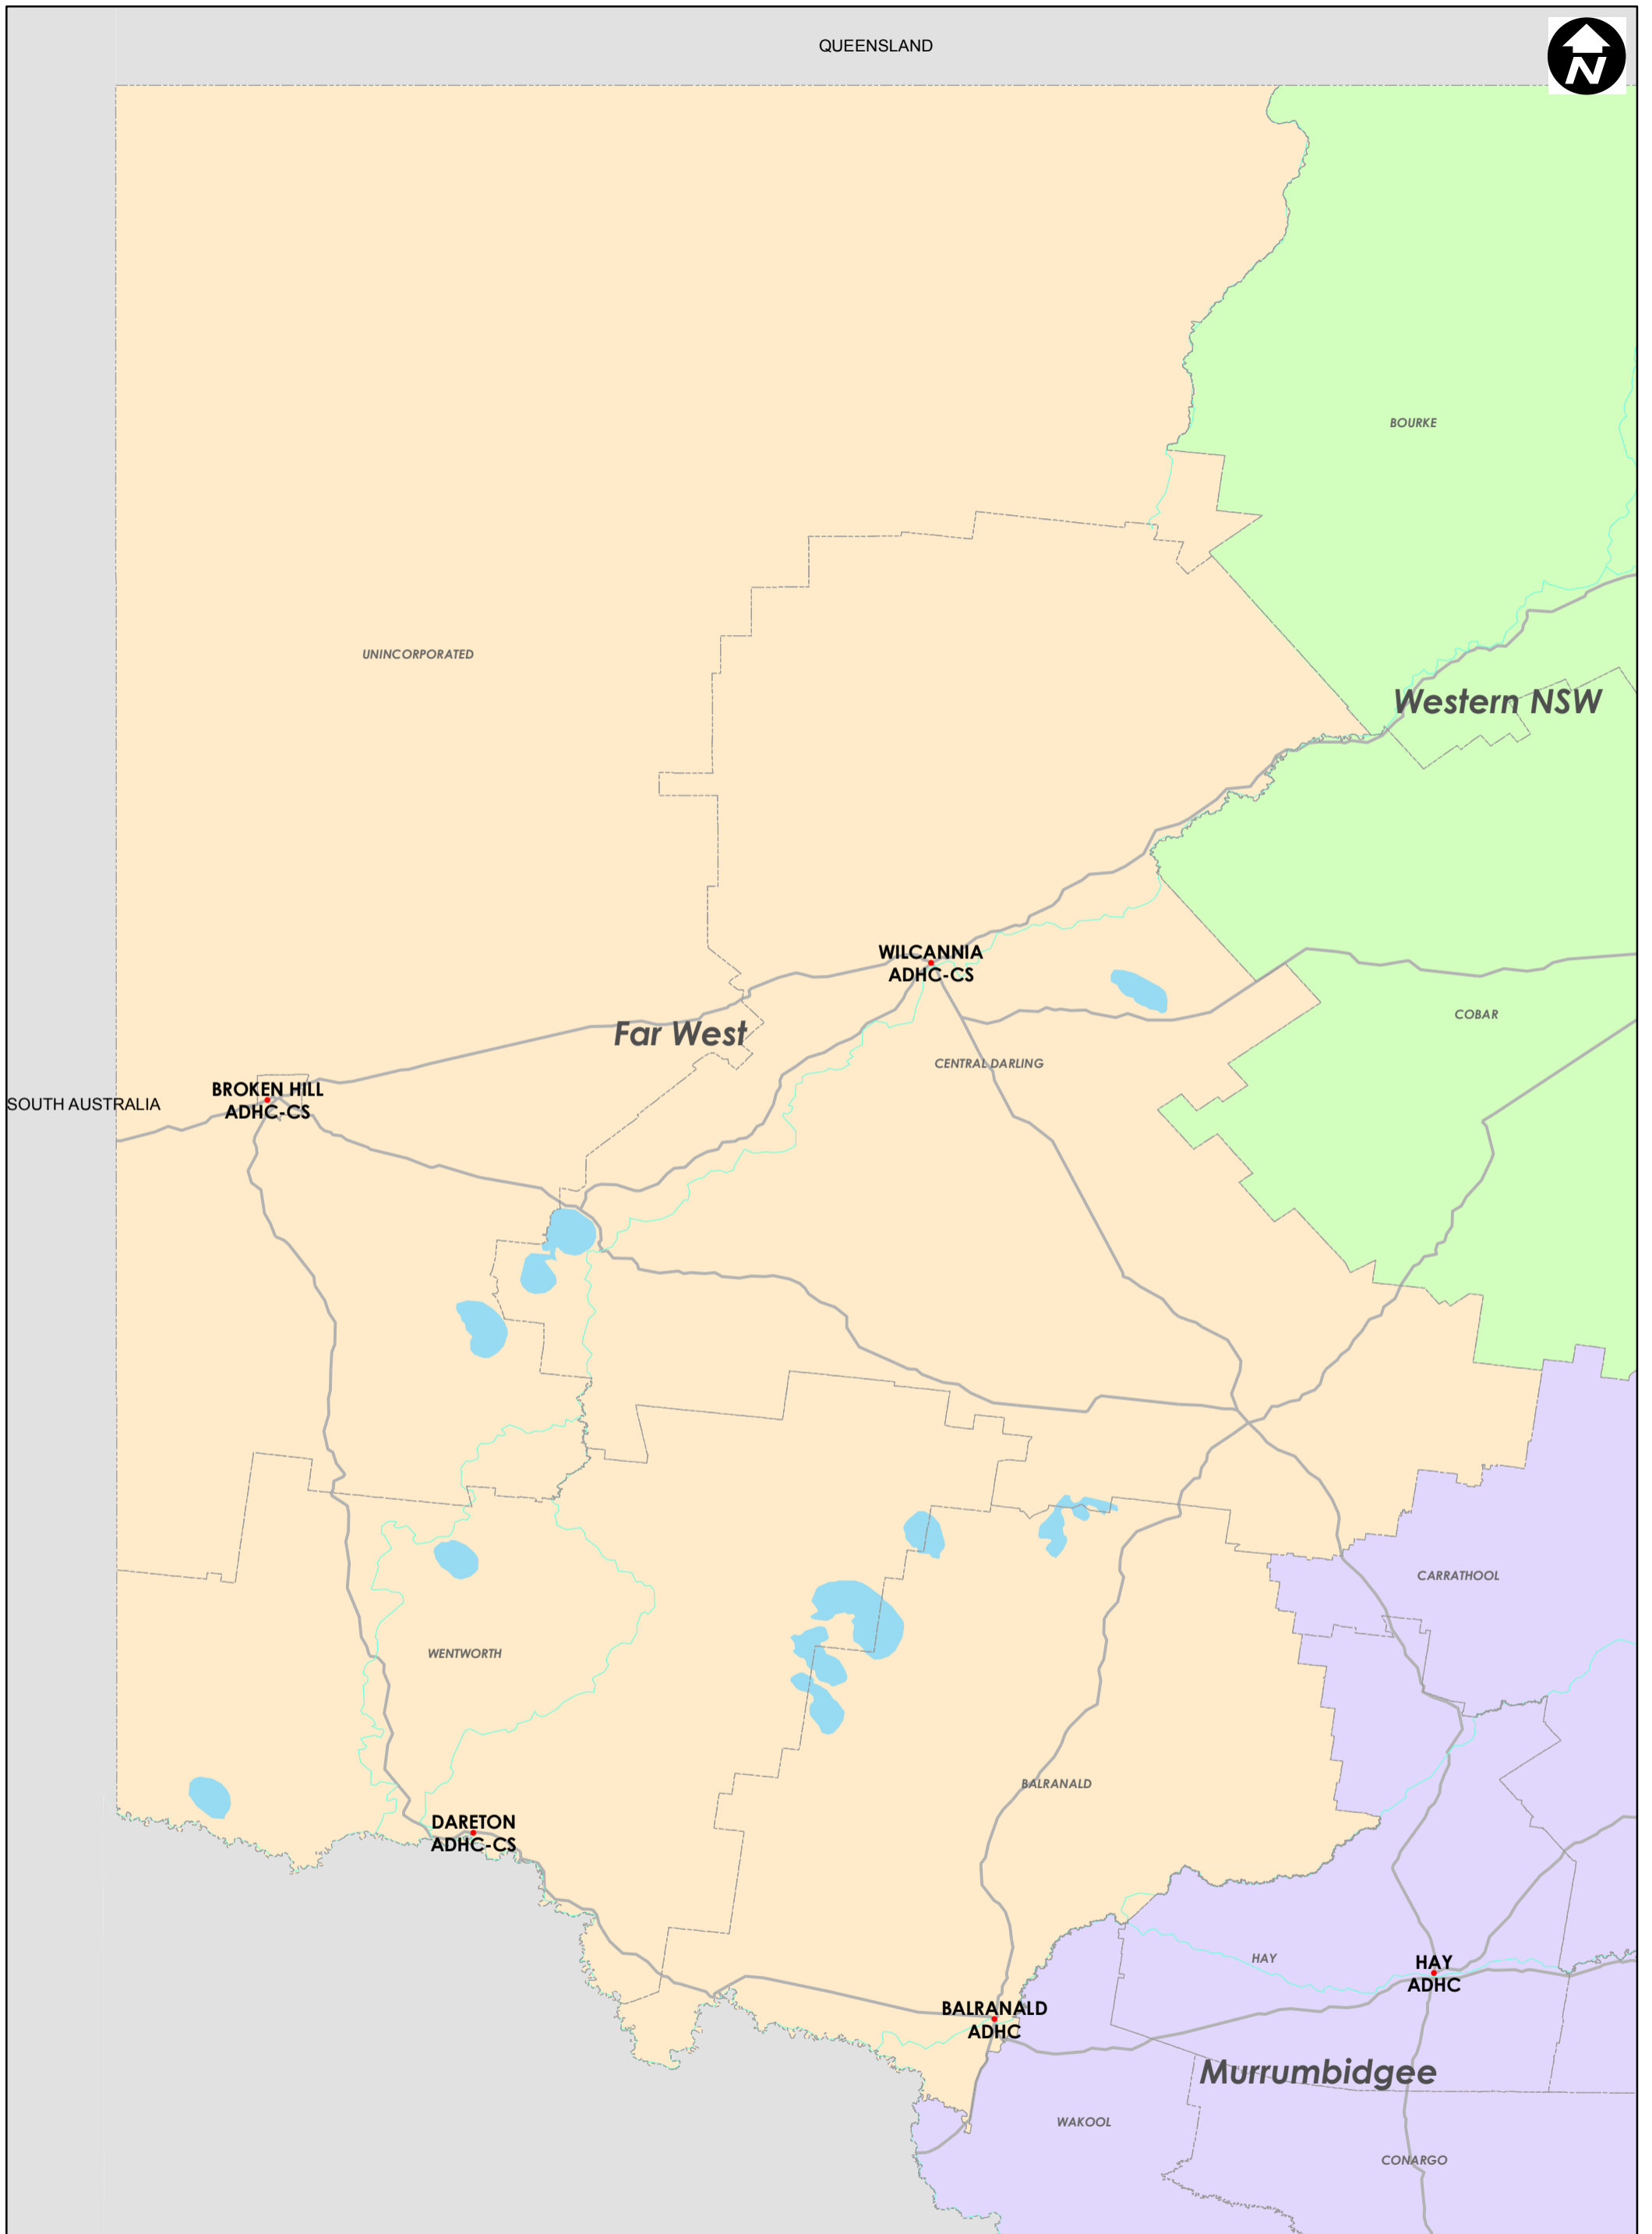 QUEENSLAND
N
BOURKE
UNINCORPORATED
Western NSW
WILCANNIA
ADHC-CS
COBAR
Far West
CENTRAL DARLING
BROKEN HILL
ADHC-CS
SOUTH AUSTRALIA
CARRATHOOL
WENTWORTH
BALRANALD
DARETON
ADHC-CS
HAY
HAY
ADHC
BALRANALD
ADHC
Murrumbidgee
WAKOOL
CONARGO